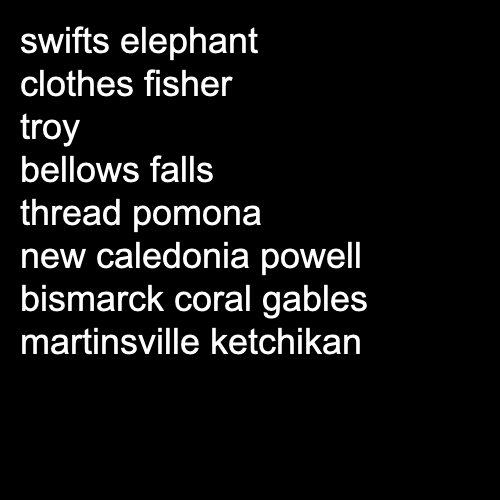 swifts elephant
clothes fisher
troy
bellows falls
thread pomona
new caledonia powell
bismarck coral gables
martinsville ketchikan